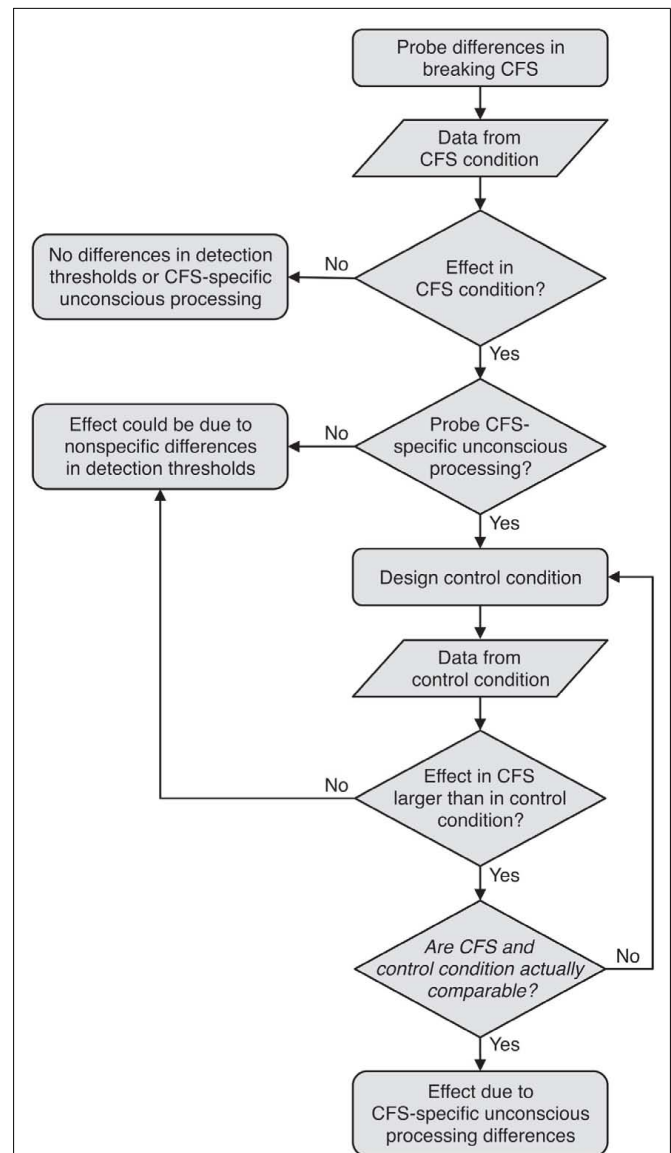 Probe differences in
breaking CFS
Data from
CFS condition
No differences in detection
thresholds or CFS-specific
unconscious processing
No
Effect in
CFS condition?
Yes
Effect could be due to
nonspecific differences
in detection thresholds
No
Probe CFS-
specific unconscious
processing?
Yes
Design control condition
Data from
control condition
No
Effect in CFS
larger than in control
condition?
Yes
Are CFS and
control condition actually
comparable?
No
Yes
Effect due to
CFS-specific unconscious
processing differences